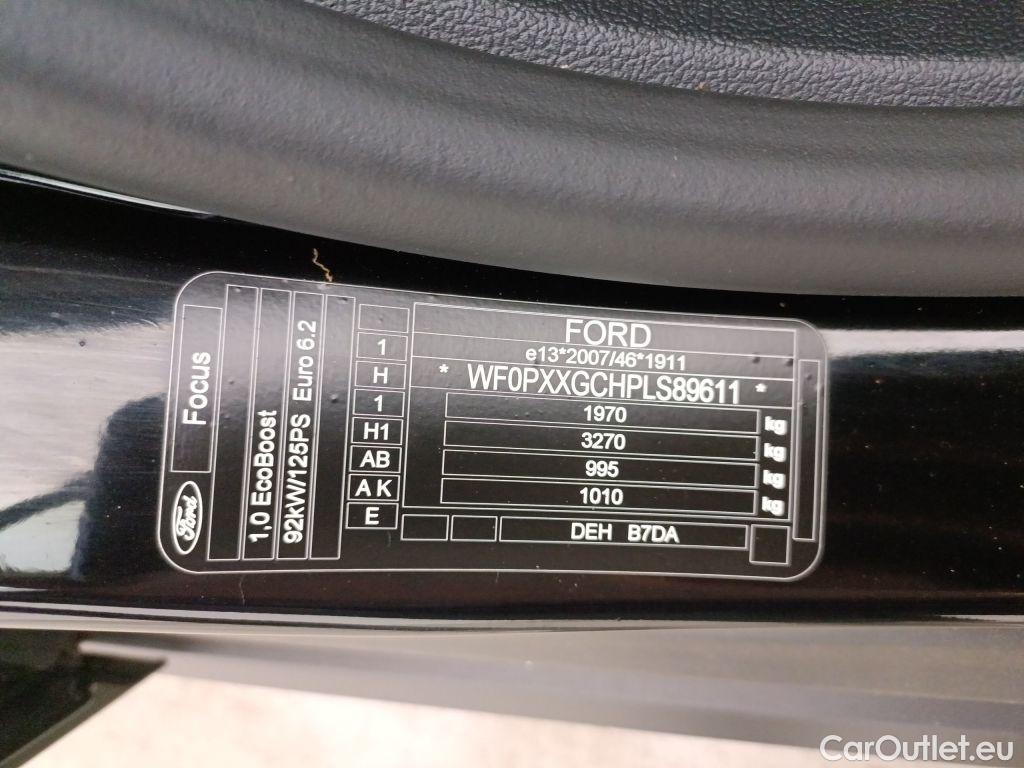 Ford
Focus
1,0 EcoBoost
92kW/125PS Euro 6.2
1
H
1
H1
AB
A K
E
FORD
e13*2007/46*1911
* WF0PXXGCHPLS89611 *
1970 kg
3270 kg
995 kg
1010 kg
DEH B7DA
CarOutlet.eu